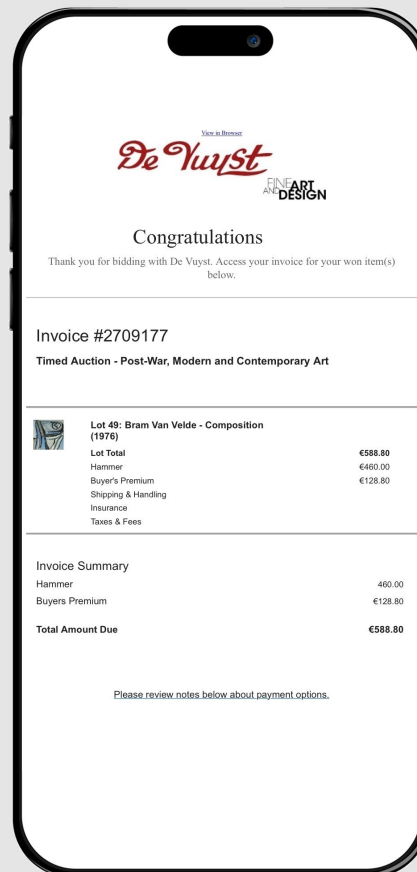 View in Browser
De Vuyst
FINE ART
AND DESIGN
Congratulations
Thank you for bidding with De Vuyst. Access your invoice for your won item(s)
below.
Invoice #2709177
Timed Auction - Post-War, Modern and Contemporary Art
Lot 49: Bram Van Velde - Composition
(1976)
Lot Total €588.80
Hammer €460.00
Buyer's Premium €128.80
Shipping & Handling
Insurance
Taxes & Fees
Invoice Summary
Hammer 460.00
Buyers Premium €128.80
Total Amount Due €588.80
Please review notes below about payment options.